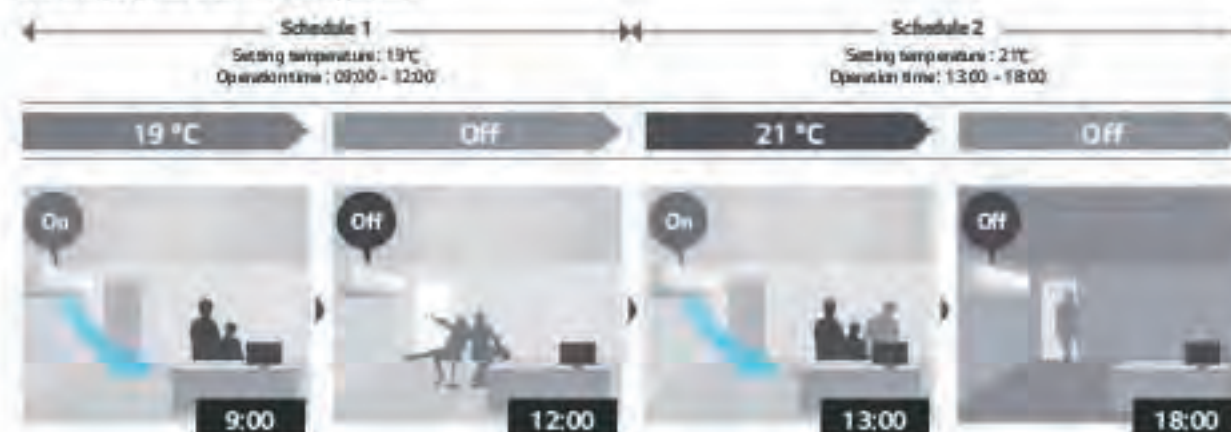 Schedule 1
Setting temperature : 19℃
Operation time : 09:00 - 12:00
Schedule 2
Setting temperature : 21℃
Operation time : 13:00 - 18:00
19 °C
Off
21 °C
Off
On
Off
On
Off
9:00
12:00
13:00
18:00